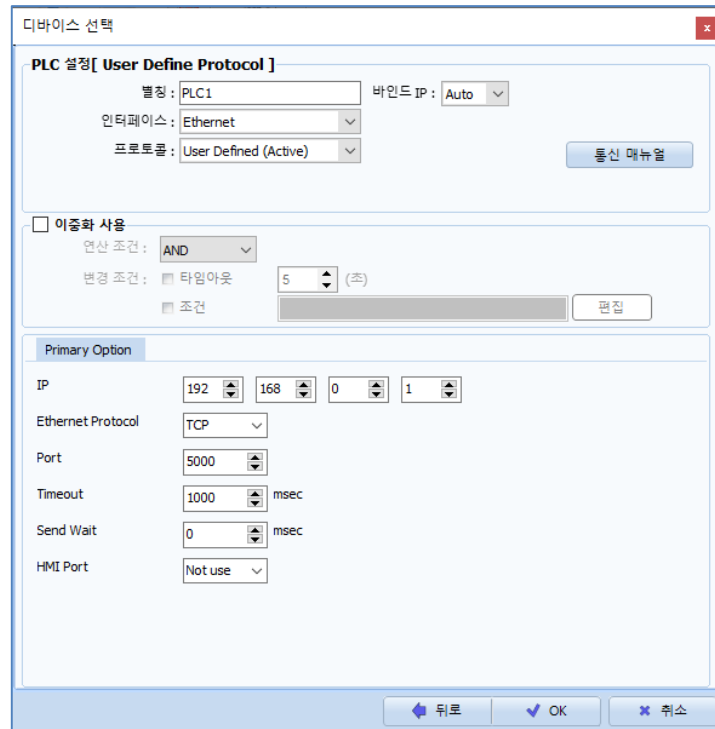 디바이스 선택
x
PLC 설정[ User Define Protocol ]
별칭 : PLC1 바인드 IP : Auto
인터페이스 : Ethernet
프로토콜 : User Defined (Active) 통신 매뉴얼
이중화 사용
연산 조건 : AND
변경 조건 : 타임아웃 5 (초)
조건 편집
Primary Option
IP 192 168 0 1
Ethernet Protocol TCP
Port 5000
Timeout 1000 msec
Send Wait 0 msec
HMI Port Not use
뒤로 OK 취소